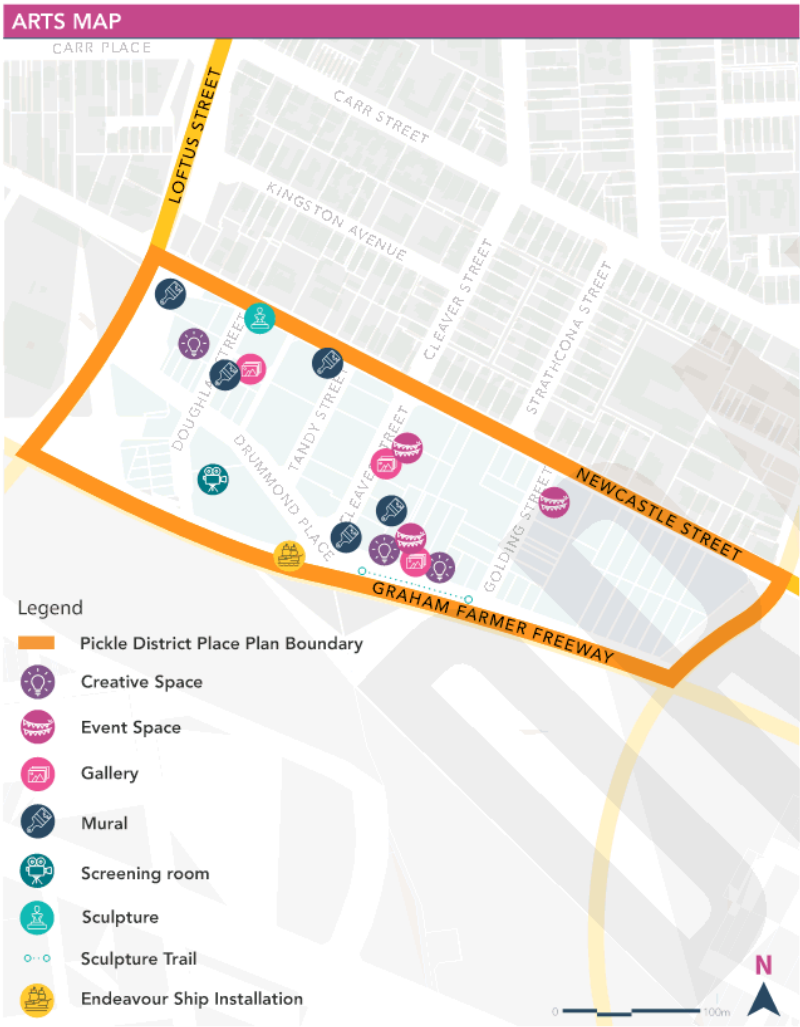 ARTS MAP
CARR PLACE
LOFTUS STREET
CARR STREET
KINGSTON AVENUE
CLEAVER STREET
STRATHCONA STREET
STREET
TANDY STREET
DRUMMOND PLACE
STREET
GOLDING STREET
NEWCASTLE STREET
GRAHAM FARMER FREEWAY
Legend
Pickle District Place Plan Boundary
Creative Space
Event Space
Gallery
Mural
Screening room
Sculpture
Sculpture Trail
Endeavour Ship Installation
N
0 100m